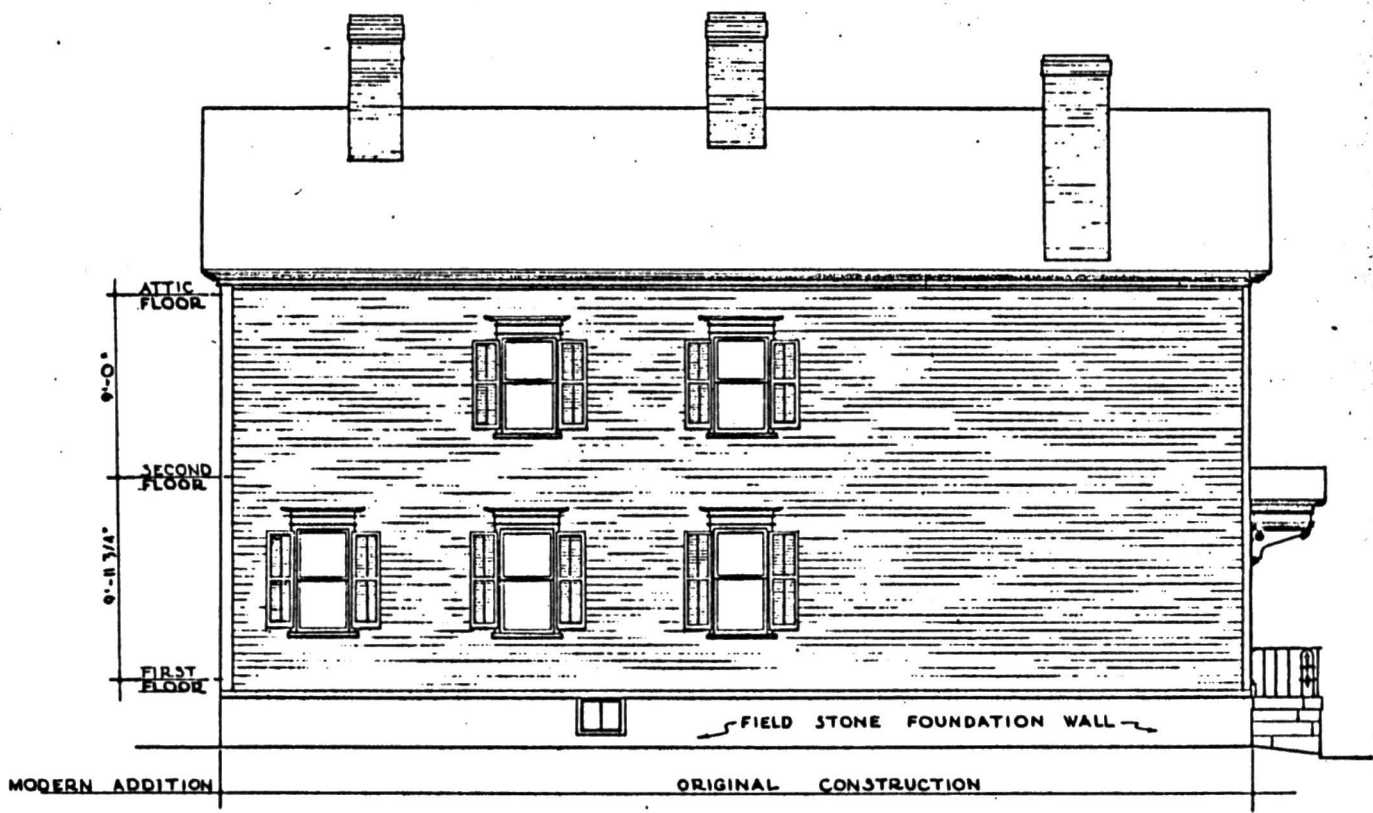 ATTIC
FLOOR
9'-0"
SECOND
FLOOR
9'-11 3/4"
FIRST
FLOOR
FIELD STONE FOUNDATION WALL
MODERN ADDITION
ORIGINAL CONSTRUCTION